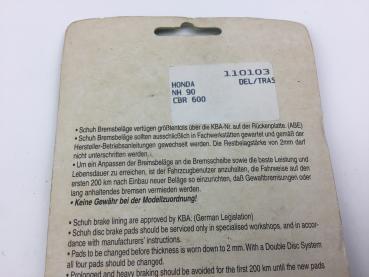 110103
HONDA DEL/TRAS
NH 90
CBR 600
• Schuh Bremsbeläge verfügen größtenteils über die KBA-Nr. auf der Rückenplatte. (ABE)
• Schuh Bremsbeläge sollten ausschließlich in Fachwerkstätten gewartet und gemäß der
Hersteller-Betriebsanleitung gewechselt werden. Die Restbelagstärke von 2mm darf
nicht unterschritten werden.
• Um ein Anpassen der Bremsbeläge an die Bremsscheibe sowie die beste Leistung und
Lebensdauer zu erreichen, ist der Fahrzeugbenutzer anzuhalten, die Fahrweise auf den
ersten 200 km nach Einbau neuer Beläge so einzurichten, daß Gewaltbremsungen oder
lang anhaltendes bremsen vermieden werden.
• Keine Gewähr bei der Modellzuordnung!
• Schuh brake lining are approved by KBA. (German Legislation)
• Schuh disc brake pads should be serviced only in specialised workshops, and in accor-
dance with manufacturers' instructions.
• Pads to be changed before thickness is worn down to 2 mm. With a Double Disc System
all four pads should be changed.
• Prolonged and heavy braking should be avoided for the first 200 km until the new pads